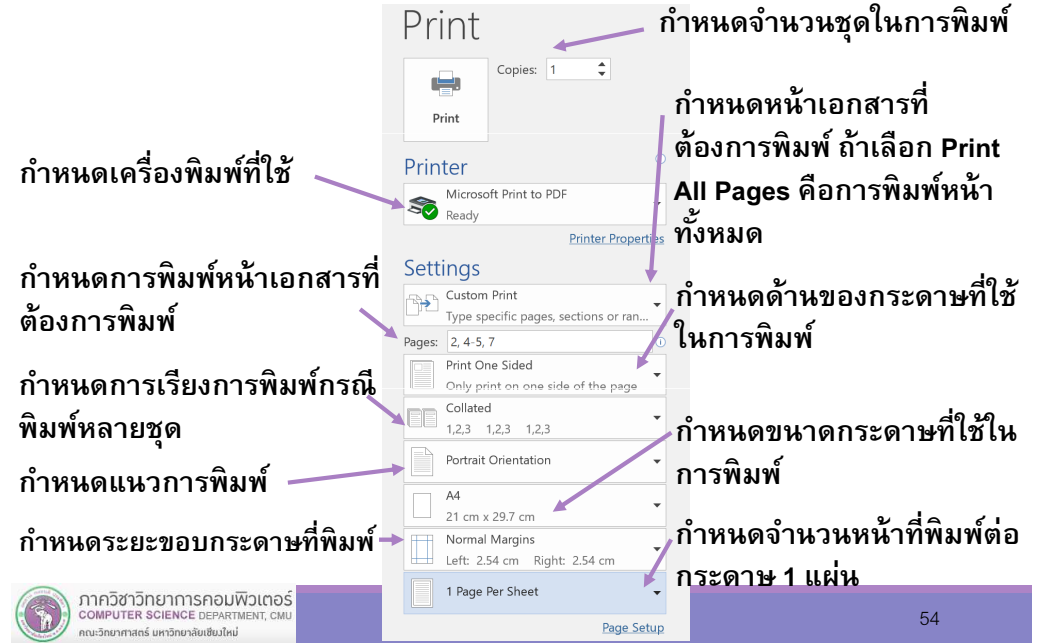 Print
กำหนดจำนวนชุดในการพิมพ์
Copies: 1
Print
กำหนดหน้าเอกสารที่
ต้องการพิมพ์ ถ้าเลือก Print
All Pages คือการพิมพ์หน้า
ทั้งหมด
Printer
กำหนดเครื่องพิมพ์ที่ใช้
Microsoft Print to PDF
Ready
Printer Properties
Settings
กำหนดการพิมพ์หน้าเอกสารที่
ต้องการพิมพ์
Custom Print
Type specific pages, sections or ran...
กำหนดด้านของกระดาษที่ใช้
ในการพิมพ์
Pages: 2, 4-5, 7
Print One Sided
Only print on one side of the page
กำหนดการเรียงการพิมพ์กรณี
พิมพ์หลายชุด
Collated
1,2,3 1,2,3 1,2,3
กำหนดขนาดกระดาษที่ใช้ใน
การพิมพ์
กำหนดแนวการพิมพ์
Portrait Orientation
A4
21 cm x 29.7 cm
กำหนดระยะขอบกระดาษที่พิมพ์
Normal Margins
Left: 2.54 cm Right: 2.54 cm
กำหนดจำนวนหน้าที่พิมพ์ต่อ
กระดาษ 1 แผ่น
1 Page Per Sheet
Page Setup
ภาควิชาวิทยาการคอมพิวเตอร์
COMPUTER SCIENCE DEPARTMENT, CMU
คณะวิทยาศาสตร์ มหาวิทยาลัยเชียงใหม่
54